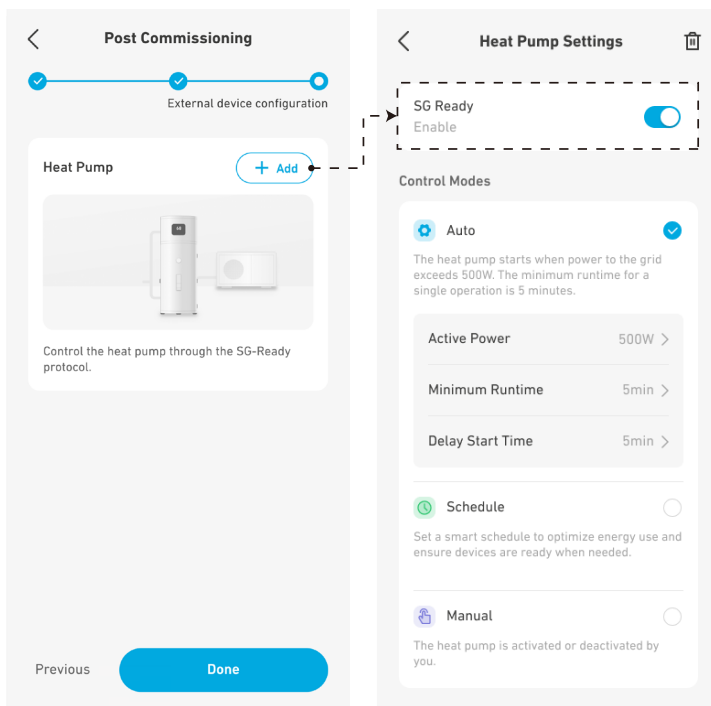 Post Commissioning
External device configuration
Heat Pump
+ Add
Control the heat pump through the SG-Ready
protocol.
Previous
Done
Heat Pump Settings
SG Ready
Enable
Control Modes
Auto
The heat pump starts when power to the grid
exceeds 500W. The minimum runtime for a
single operation is 5 minutes.
Active Power 500W
Minimum Runtime 5min
Delay Start Time 5min
Schedule
Set a smart schedule to optimize energy use and
ensure devices are ready when needed.
Manual
The heat pump is activated or deactivated by
you.